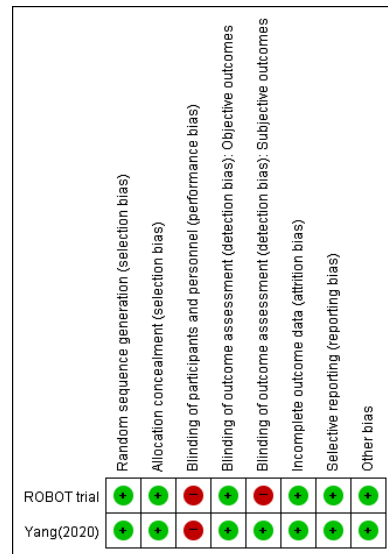 Random sequence generation (selection bias)
Allocation concealment (selection bias)
Blinding of participants and personnel (performance bias)
Blinding of outcome assessment (detection bias): Objective outcomes
Blinding of outcome assessment (detection bias): Subjective outcomes
Incomplete outcome data (attrition bias)
Selective reporting (reporting bias)
Other bias
ROBOT trial + + – + – + + +
Yang(2020) + + – + + + + +